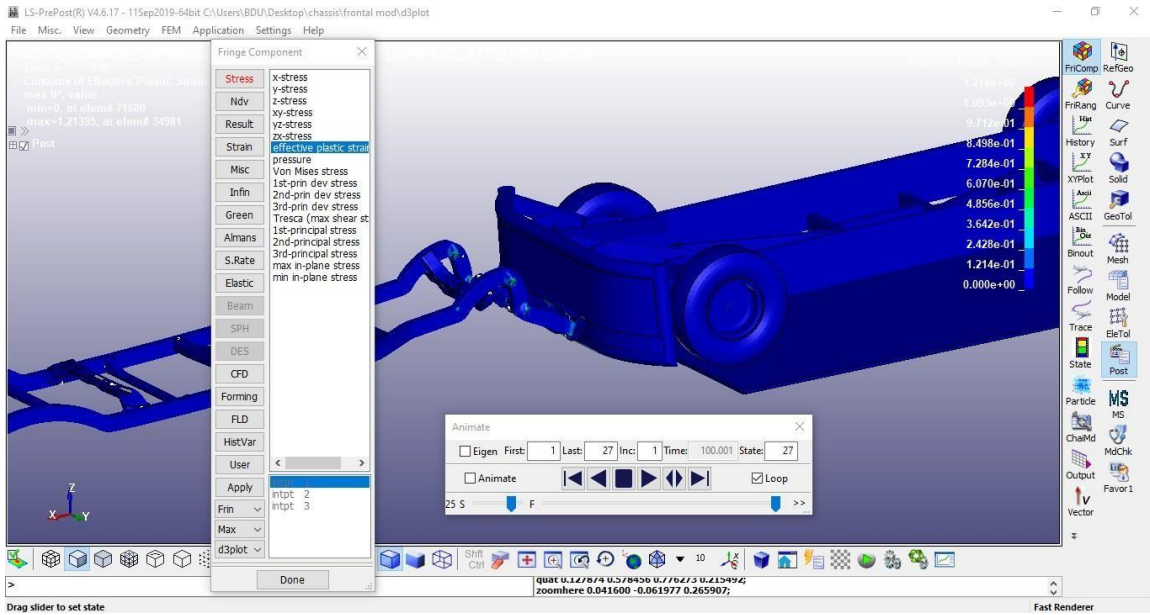 LS-PrePost(R) V4.6.17 - 11Sep2019-64bit C:\Users\BDU\Desktop\chassis\frontal mod\d3plot
File Misc. View Geometry FEM Application Settings Help
Fringe Component
Contours of Effective Plastic Strain
max IP. value
min=0, at elem# 71680
max=1.21395, at elem# 34981
Post
Stress
Ndv
Result
Strain
Misc
Infin
Green
Almans
S.Rate
Elastic
Beam
SPH
DES
CFD
Forming
FLD
HistVar
User
Apply
Frin
Max
d3plot
Done
x-stress
y-stress
z-stress
xy-stress
yz-stress
zx-stress
effective plastic strain
pressure
Von Mises stress
1st-prin dev stress
2nd-prin dev stress
3rd-prin dev stress
Tresca (max shear st
1st-principal stress
2nd-principal stress
3rd-principal stress
max in-plane stress
min in-plane stress
intpt 1
intpt 2
intpt 3
1.214e+00
1.093e+00
9.712e-01
8.498e-01
7.284e-01
6.070e-01
4.856e-01
3.642e-01
2.428e-01
1.214e-01
0.000e+00
Z
X
Y
Animate
Eigen First: 1 Last: 27 Inc: 1 Time: 100.001 State: 27
Animate
Loop
25 S F >>
FriComp RefGeo
FriRang Curve
History Surf
XYPlot Solid
ASCII GeoTol
Binout Mesh
Follow Model
Trace EleTol
State Post
Particle MS
ChaiMd MdChk
Output Favor1
Vector
Shft
Ctrl
10
>
quat 0.127874 0.578456 0.776273 0.215492;
zoomhere 0.041600 -0.061977 0.265907;
Drag slider to set state
Fast Renderer